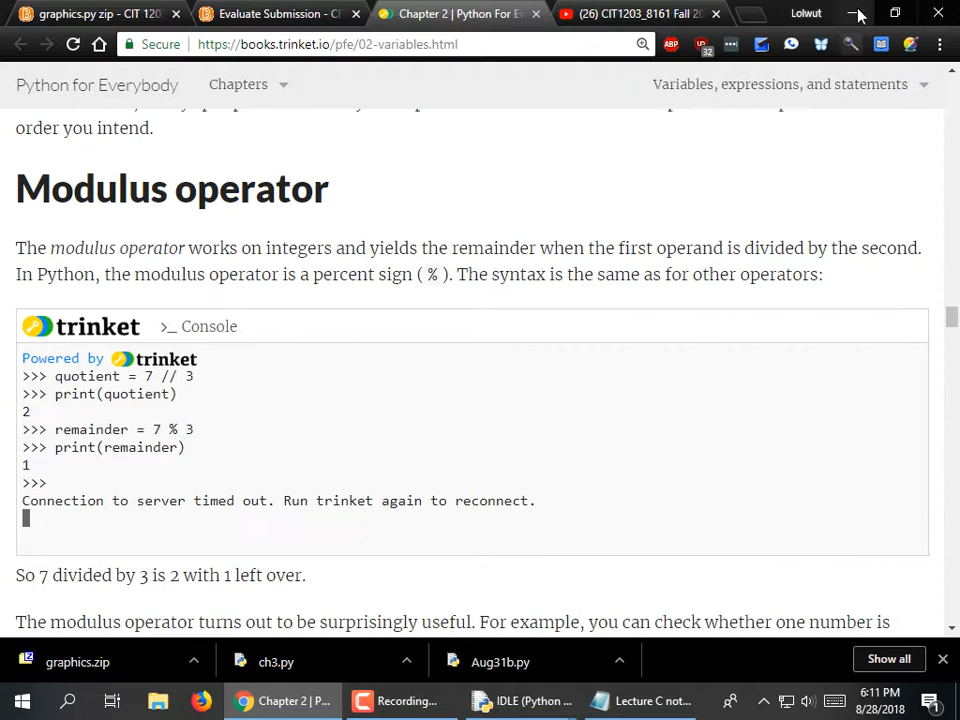 graphics.py zip - CIT 120
Evaluate Submission - CI
Chapter 2 | Python For Ev
(26) CIT1203_8161 Fall 20
Lolwut
Secure
https://books.trinket.io/pfe/02-variables.html
ABP
32
Python for Everybody
Chapters
Variables, expressions, and statements
order you intend.
Modulus operator
The modulus operator works on integers and yields the remainder when the first operand is divided by the second.
In Python, the modulus operator is a percent sign ( % ). The syntax is the same as for other operators:
trinket >_ Console
Powered by trinket
>>> quotient = 7 // 3
>>> print(quotient)
2
>>> remainder = 7 % 3
>>> print(remainder)
1
>>>
Connection to server timed out. Run trinket again to reconnect.
So 7 divided by 3 is 2 with 1 left over.
The modulus operator turns out to be surprisingly useful. For example, you can check whether one number is
graphics.zip
ch3.py
Aug31b.py
Show all
Chapter 2 | P...
Recording...
IDLE (Python ...
Lecture C not...
6:11 PM
8/28/2018
1